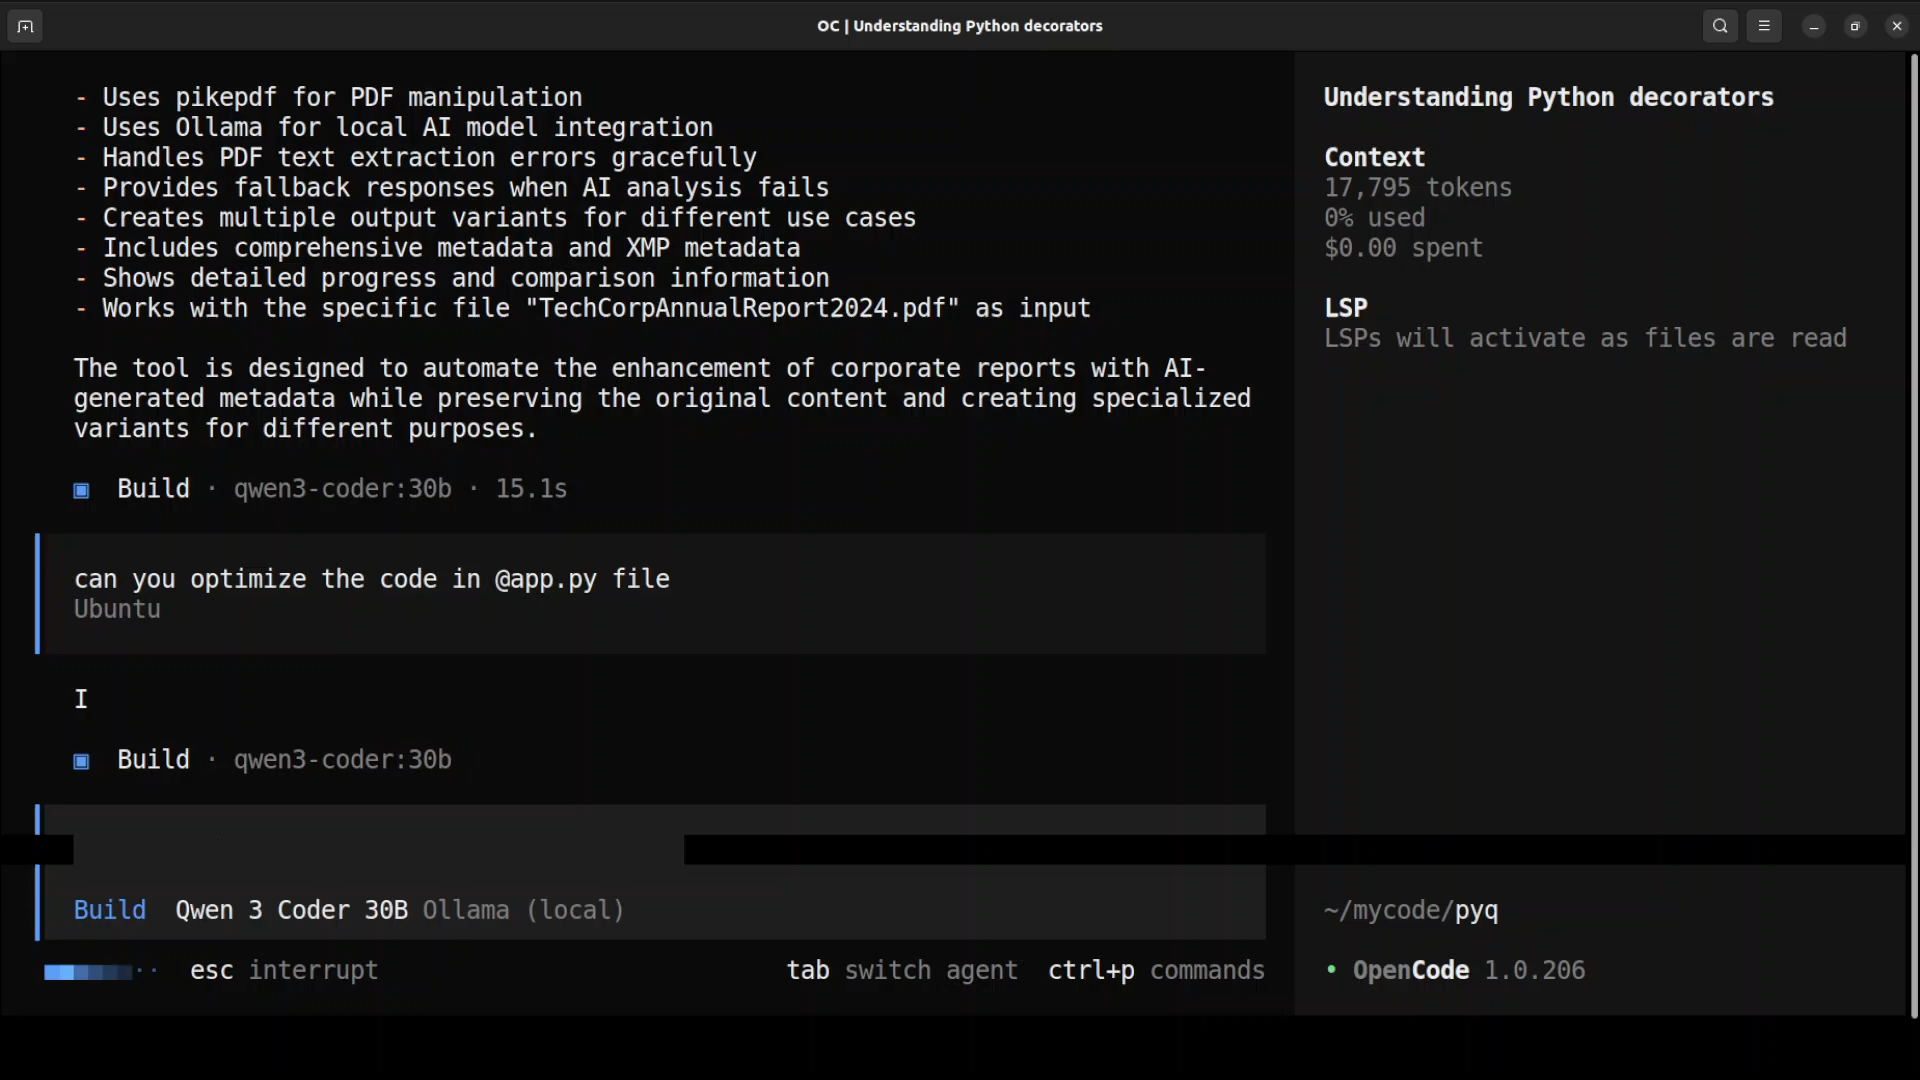 OC | Understanding Python decorators
- Uses pikepdf for PDF manipulation
- Uses Ollama for local AI model integration
- Handles PDF text extraction errors gracefully
- Provides fallback responses when AI analysis fails
- Creates multiple output variants for different use cases
- Includes comprehensive metadata and XMP metadata
- Shows detailed progress and comparison information
- Works with the specific file "TechCorpAnnualReport2024.pdf" as input
The tool is designed to automate the enhancement of corporate reports with AI-
generated metadata while preserving the original content and creating specialized
variants for different purposes.
Build · qwen3-coder:30b · 15.1s
can you optimize the code in @app.py file
Ubuntu
I
Build · qwen3-coder:30b
Build Qwen 3 Coder 30B Ollama (local)
esc interrupt
tab switch agent ctrl+p commands
Understanding Python decorators
Context
17,795 tokens
0% used
$0.00 spent
LSP
LSPs will activate as files are read
~/mycode/pyq
• OpenCode 1.0.206